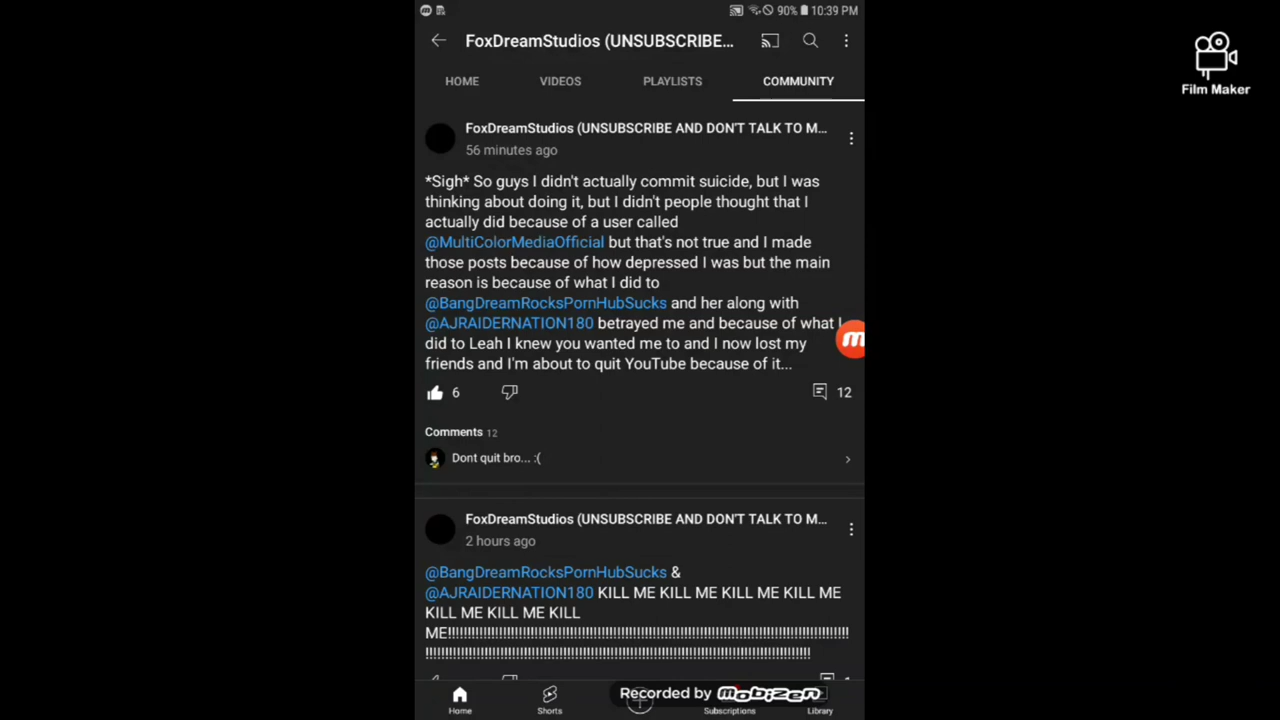 90% 10:39 PM
FoxDreamStudios (UNSUBSCRIBE...
Film Maker
HOME VIDEOS PLAYLISTS COMMUNITY
FoxDreamStudios (UNSUBSCRIBE AND DON'T TALK TO M...
56 minutes ago
*Sigh* So guys I didn't actually commit suicide, but I was
thinking about doing it, but I didn't people thought that I
actually did because of a user called
@MultiColorMediaOfficial but that's not true and I made
those posts because of how depressed I was but the main
reason is because of what I did to
@BangDreamRocksPornHubSucks and her along with
@AJRAIDERNATION180 betrayed me and because of what I
did to Leah I knew you wanted me to and I now lost my
friends and I'm about to quit YouTube because of it...
6 12
Comments 12
Dont quit bro... :(
FoxDreamStudios (UNSUBSCRIBE AND DON'T TALK TO M...
2 hours ago
@BangDreamRocksPornHubSucks &
@AJRAIDERNATION180 KILL ME KILL ME KILL ME KILL ME
KILL ME KILL ME KILL
ME!!!!!!!!!!!!!!!!!!!!!!!!!!!!!!!!!!!!!!!!!!!!!!!!!!!!!!!!!!!!!!!!!!!!!!!!!!!!!!!!
!!!!!!!!!!!!!!!!!!!!!!!!!!!!!!!!!!!!!!!!!!!!!!!!!!!!!!!!!!!!!!!!!!!!!!!!!!!!
Recorded by mobizen
Home Shorts Subscriptions Library